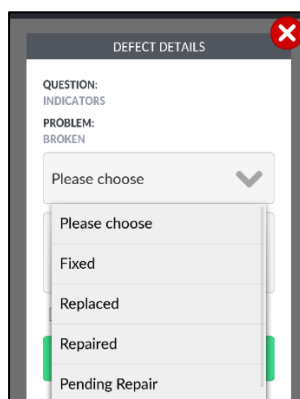 DEFECT DETAILS
QUESTION:
INDICATORS
PROBLEM:
BROKEN
Please choose
Please choose
Fixed
Replaced
Repaired
Pending Repair